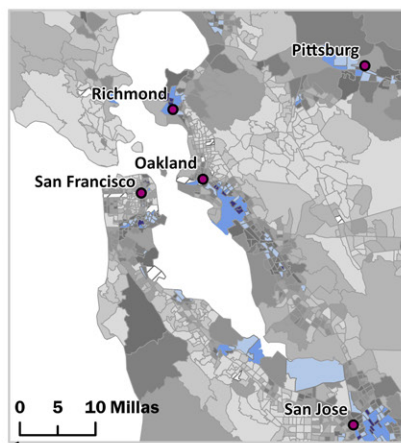 Pittsburg
Richmond
Oakland
San Francisco
0 5 10 Millas
San Jose